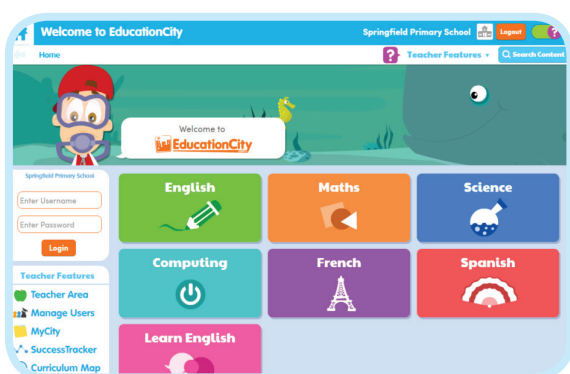 Welcome to EducationCity
Springfield Primary School
Logout
?
Home
?
Teacher Features
Search Content
Welcome to
EducationCity
Springfield Primary School
Enter Username
Enter Password
Login
Teacher Features
Teacher Area
Manage Users
MyCity
SuccessTracker
Curriculum Map
English
Maths
Science
Computing
French
Spanish
Learn English